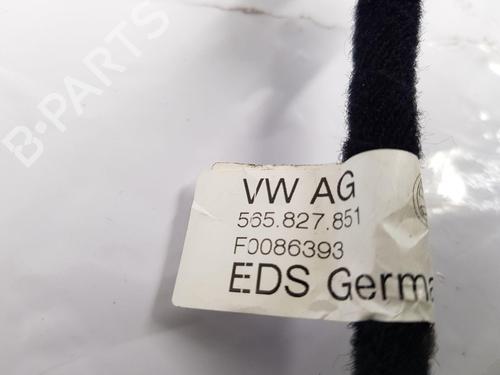 B-PARTS
VW AG
565.827.851
F0086393
EDS Germa